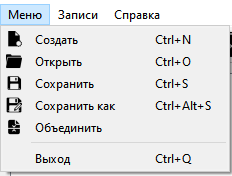 Меню Записи Справка
Создать Ctrl+N
Открыть Ctrl+O
Сохранить Ctrl+S
Сохранить как Ctrl+Alt+S
Объединить
Выход Ctrl+Q